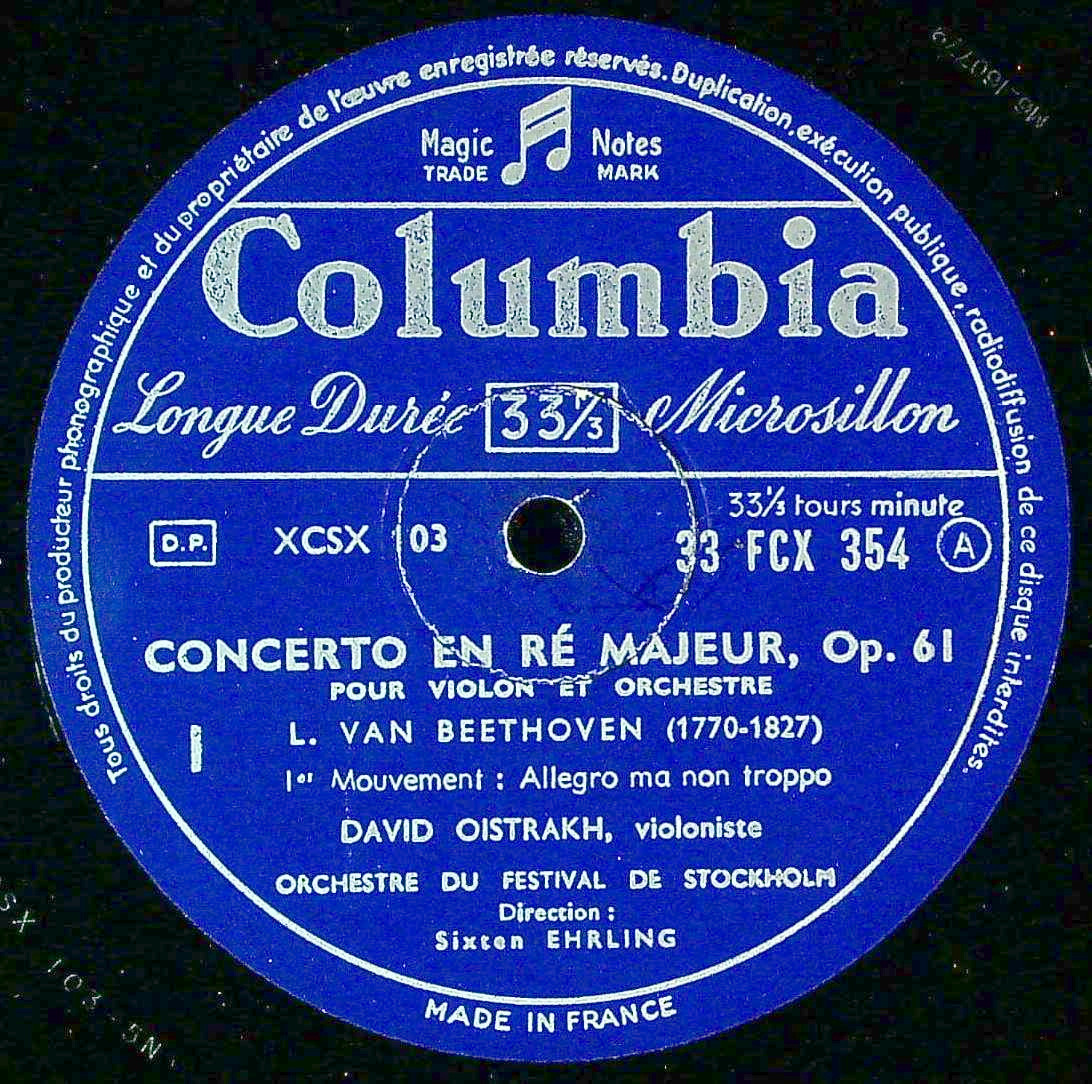 Tous droits du producteur phonographique et du propriétaire de l'œuvre enregistrée réservés. Duplication, exécution publique, radiodiffusion de ce disque interdites.
Magic Notes
TRADE MARK
Columbia
Longue Durée 33⅓ Microsillon
33⅓ tours minute
D.P. XCSX 103 33 FCX 354 A
CONCERTO EN RÉ MAJEUR, Op. 61
POUR VIOLON ET ORCHESTRE
I
L. VAN BEETHOVEN (1770-1827)
1er Mouvement : Allegro ma non troppo
DAVID OISTRAKH, violoniste
ORCHESTRE DU FESTIVAL DE STOCKHOLM
Direction :
Sixten EHRLING
MADE IN FRANCE
103-5N